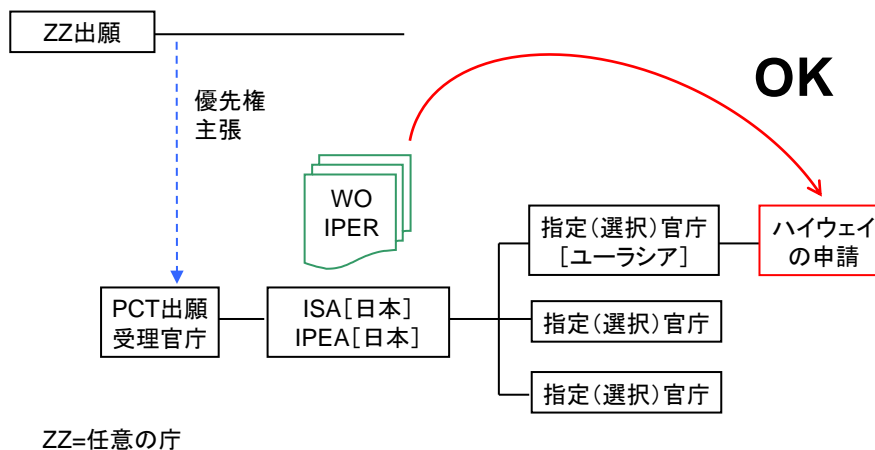 ZZ出願
OK
優先権
主張
WO
IPER
指定(選択)官庁
[ユーラシア]
ハイウェイ
の申請
PCT出願
受理官庁
ISA[日本]
IPEA[日本]
指定(選択)官庁
指定(選択)官庁
ZZ=任意の庁